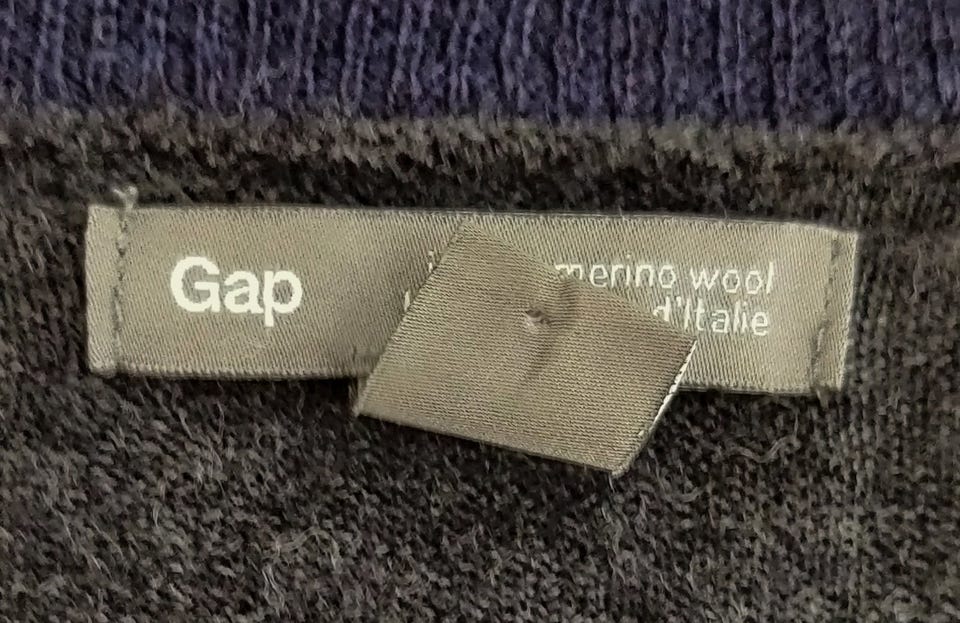 Gap
merino wool
d'Italie